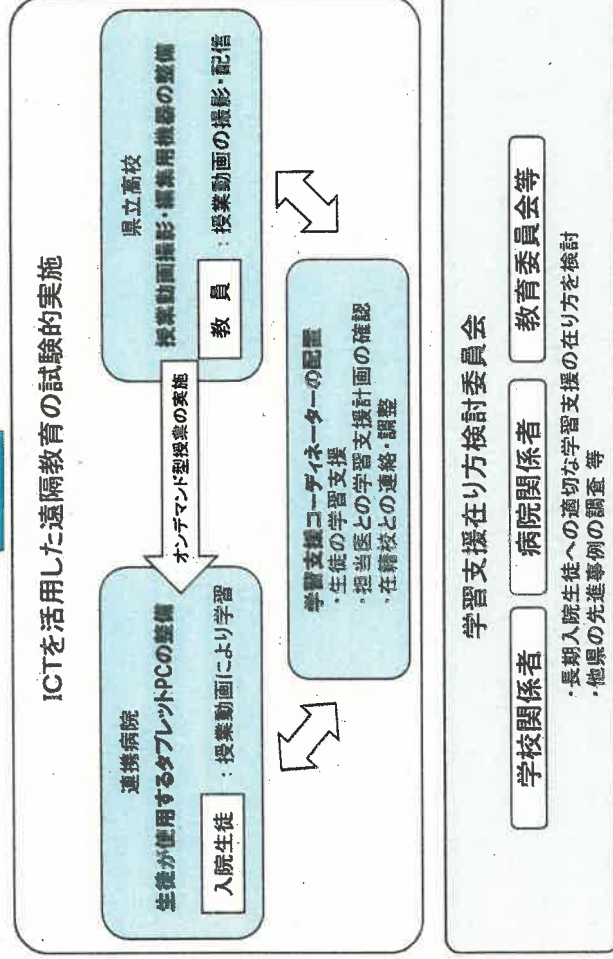 ICTを活用した遠隔教育の試験的実施
連携病院
生徒が使用するタブレットPCの整備
入院生徒
：授業動画により学習
オンデマンド型授業の実施
県立高校
授業動画撮影・編集用機器の整備
教員
：授業動画の撮影・配信
学習支援コーディネーターの配置
・生徒の学習支援
・担当医との学習支援計画の確認
・在籍校との連絡・調整
学習支援在り方検討委員会
学校関係者
病院関係者
教育委員会等
・長期入院生徒への適切な学習支援の在り方を検討
・他県の先進事例の調査 等